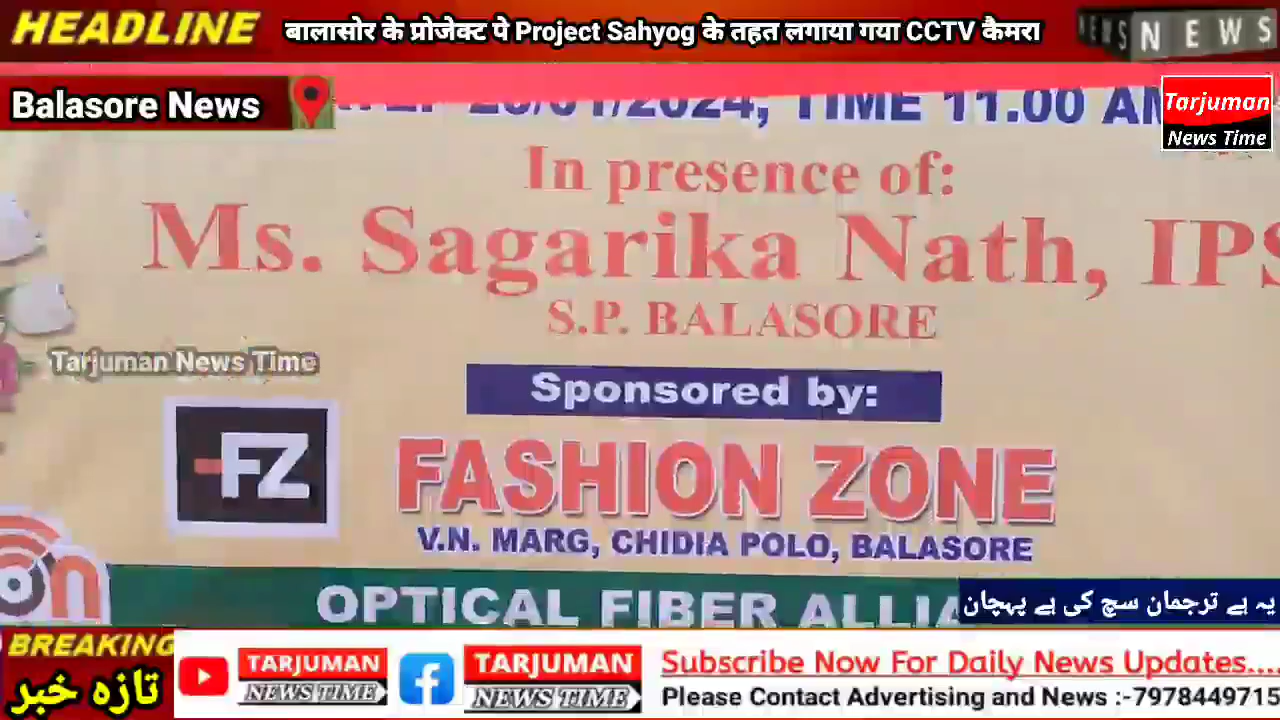 HEADLINE
बालासोर के प्रोजेक्ट पे Project Sahyog के तहत लगाया गया CCTV कैमरा
NEWS
Balasore News
TIME 11.00 AM
Tarjuman
News Time
In presence of:
Ms. Sagarika Nath, IPS
S.P. BALASORE
Tarjuman News Time
Sponsored by:
FZ
FASHION ZONE
V.N. MARG, CHIDIA POLO, BALASORE
on
OPTICAL FIBER ALLIA
یہ ہے ترجمان سچ کی ہے پہچان
BREAKING
تازہ خبر
TARJUMAN
NEWS TIME
TARJUMAN
NEWS TIME
Subscribe Now For Daily News Updates....
Please Contact Advertising and News :-7978449715